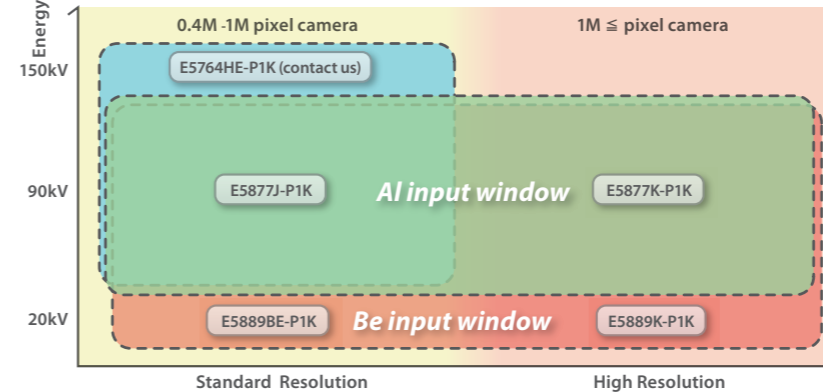 Energy
0.4M -1M pixel camera
1M ≦ pixel camera
150kV
E5764HE-P1K (contact us)
90kV
E5877J-P1K
Al input window
E5877K-P1K
20kV
E5889BE-P1K
Be input window
E5889K-P1K
Standard Resolution
High Resolution